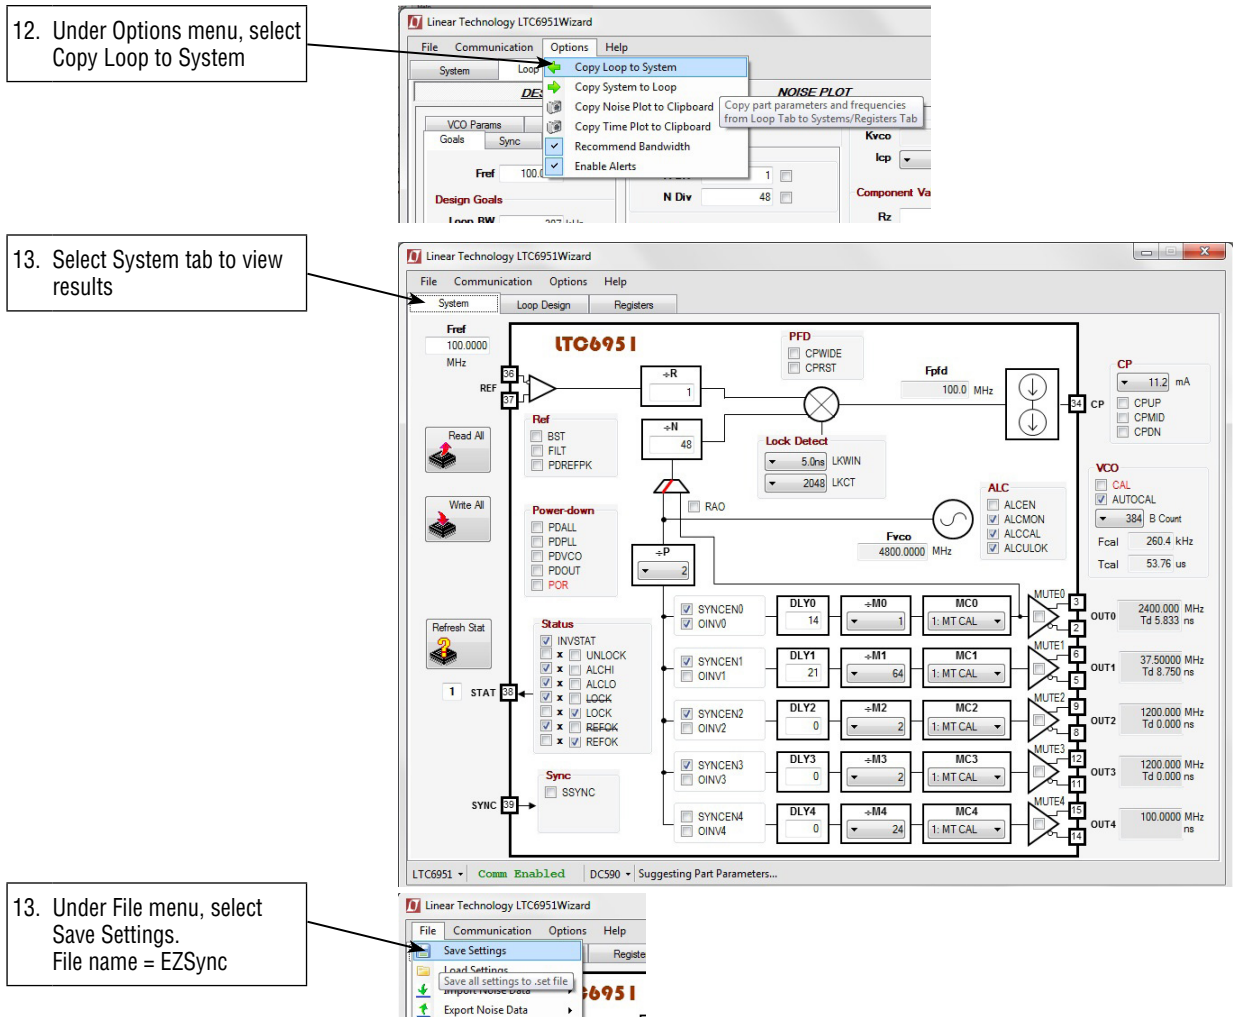 12. Under Options menu, select
Copy Loop to System
Linear Technology LTC6951Wizard
File Communication Options Help
System Loop
Copy Loop to System
Copy System to Loop
Copy Noise Plot to Clipboard
Copy Time Plot to Clipboard
Recommend Bandwidth
Enable Alerts
NOISE PLOT
Copy part parameters and frequencies
from Loop Tab to Systems/Registers Tab
VCO Params
Goals Sync
Fref 100.0
1
Design Goals
N Div 48
Loop BW
Kvco
Icp
Component Va
Rz
13. Select System tab to view
results
Linear Technology LTC6951Wizard
File Communication Options Help
System Loop Design Registers
Fref
100.0000
MHz
LTC6951
REF
36
37
÷R
1
÷N
48
PFD
CPWIDE
CPRST
Fpfd
100.0 MHz
34 CP
CP
11.2 mA
CPUP
CPMID
CPDN
Read All
Ref
BST
FILT
PDREFPK
Lock Detect
5.0ns LKWIN
2048 LKCT
VCO
CAL
AUTOCAL
384 B Count
Fcal 260.4 kHz
Tcal 53.76 us
Write All
Power-down
PDALL
PDPLL
PDVCO
PDOUT
POR
RAO
÷P
2
Fvco
4800.0000 MHz
ALC
ALCEN
ALCMON
ALCCAL
ALCULOK
Refresh Stat
1 STAT 38
Status
INVSTAT
x UNLOCK
x ALCHI
x ALCLO
x LOCK
x LOCK
x REFOK
x REFOK
SYNC 39
Sync
SSYNC
SYNCEN0
OINV0
DLY0
14
÷M0
1
MC0
1: MT CAL
MUTE0
3
2
OUT0
2400.000 MHz
Td 5.833 ns
SYNCEN1
OINV1
DLY1
21
÷M1
64
MC1
1: MT CAL
MUTE1
6
5
OUT1
37.50000 MHz
Td 8.750 ns
SYNCEN2
OINV2
DLY2
0
÷M2
2
MC2
1: MT CAL
MUTE2
9
8
OUT2
1200.000 MHz
Td 0.000 ns
SYNCEN3
OINV3
DLY3
0
÷M3
2
MC3
1: MT CAL
MUTE3
12
11
OUT3
1200.000 MHz
Td 0.000 ns
SYNCEN4
OINV4
DLY4
0
÷M4
24
MC4
1: MT CAL
MUTE4
15
14
OUT4
100.0000 MHz
ns
LTC6951 Comm Enabled DC590 Suggesting Part Parameters...
13. Under File menu, select
Save Settings.
File name = EZSync
Linear Technology LTC6951Wizard
File Communication Options Help
Save Settings
Registe
Load Settings
Save all settings to .set file
Import Noise Data
Export Noise Data
6951